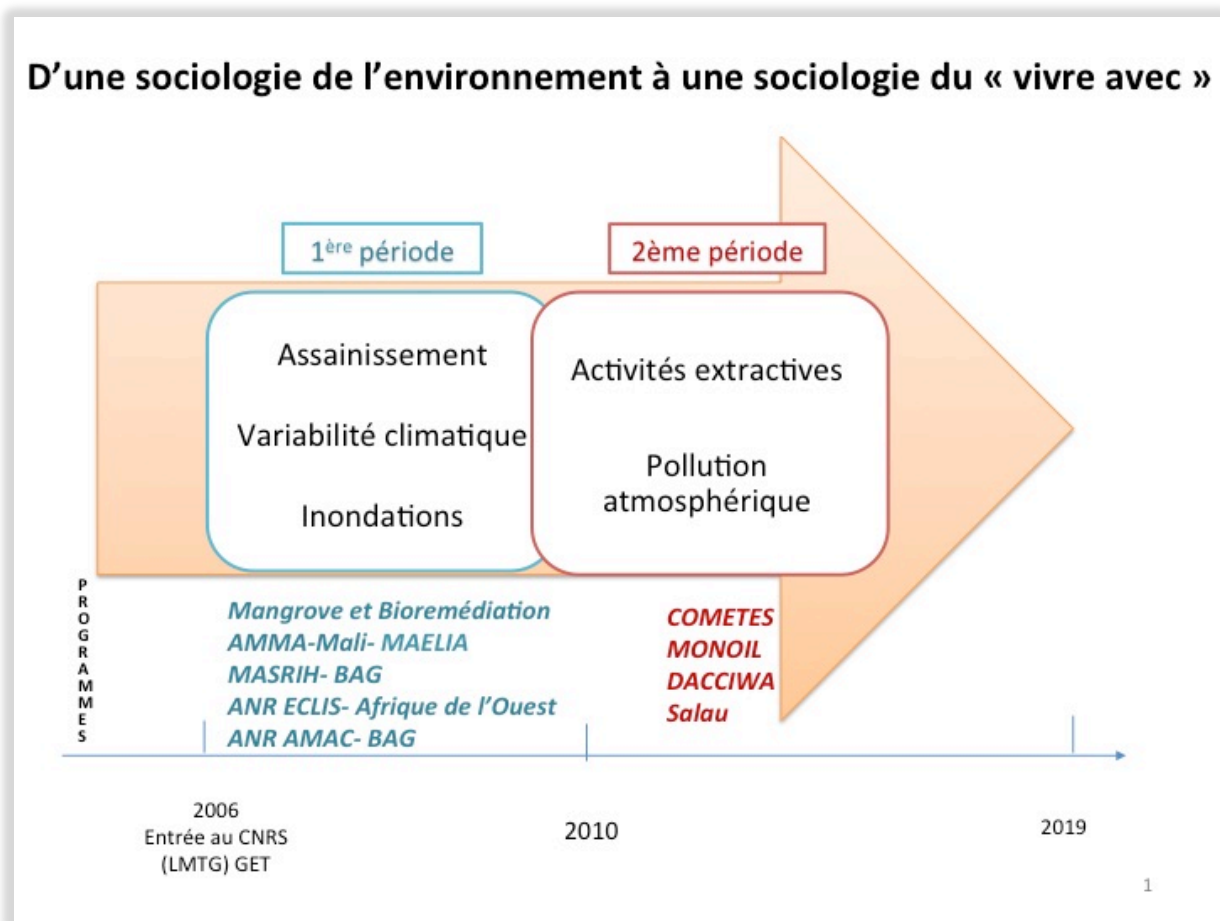 D’une sociologie de l’environnement à une sociologie du « vivre avec »
1ère période
2ème période
Assainissement
Variabilité climatique
Inondations
Activités extractives
Pollution
atmosphérique
PROGRAMMES
Mangrove et Bioremédiation
AMMA-Mali- MAELIA
MASRIH- BAG
ANR ECLIS- Afrique de l’Ouest
ANR AMAC- BAG
COMETES
MONOIL
DACCIWA
Salau
2006
Entrée au CNRS
(LMTG) GET
2010
2019
1